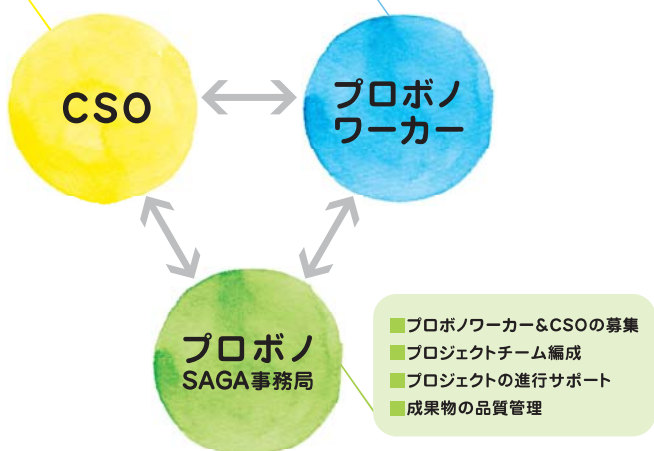 CSO
プロボノ
ワーカー
プロボノ
SAGA事務局
■プロボノワーカー&CSOの募集
■プロジェクトチーム編成
■プロジェクトの進行サポート
■成果物の品質管理